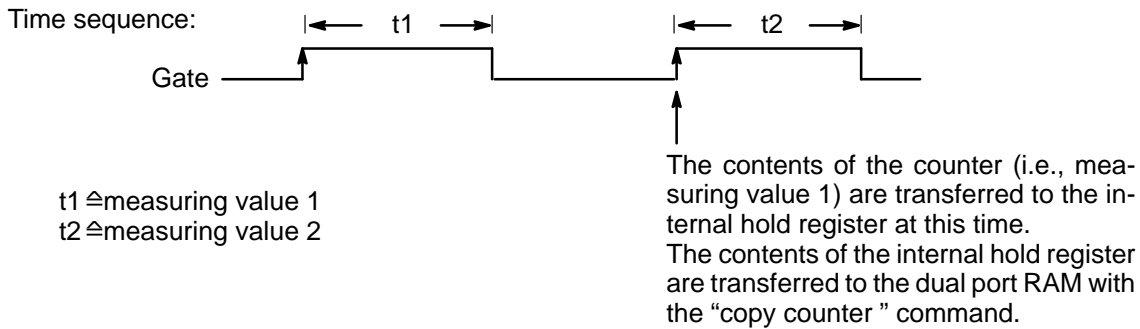 Time sequence:
t1
t2
Gate
The contents of the counter (i.e., mea-
suring value 1) are transferred to the in-
ternal hold register at this time.
The contents of the internal hold register
are transferred to the dual port RAM with
the “copy counter ” command.
t1 ≙measuring value 1
t2 ≙measuring value 2